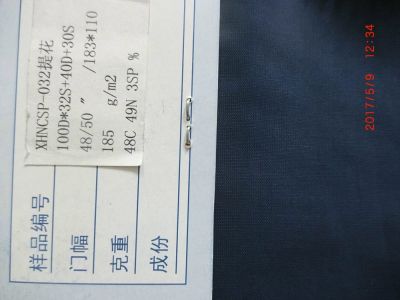 样品编号 XHNCSP-032提花
100D*32S+40D+30S
门幅 48/50 " /183*110
克重 185 g/m2
成份 48C 49N 3SP %
2017/5/9 12:34